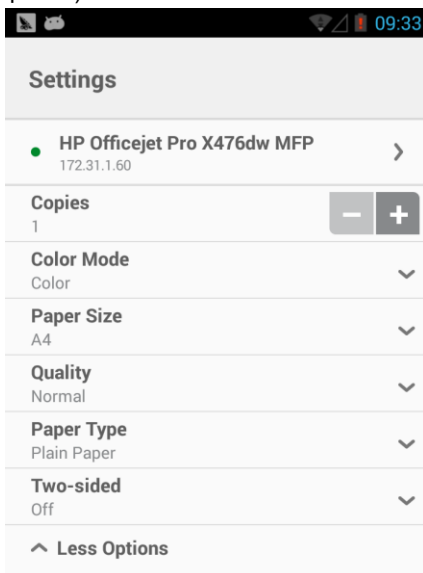 09:33
Settings
HP Officejet Pro X476dw MFP
172.31.1.60
Copies
1
Color Mode
Color
Paper Size
A4
Quality
Normal
Paper Type
Plain Paper
Two-sided
Off
Less Options